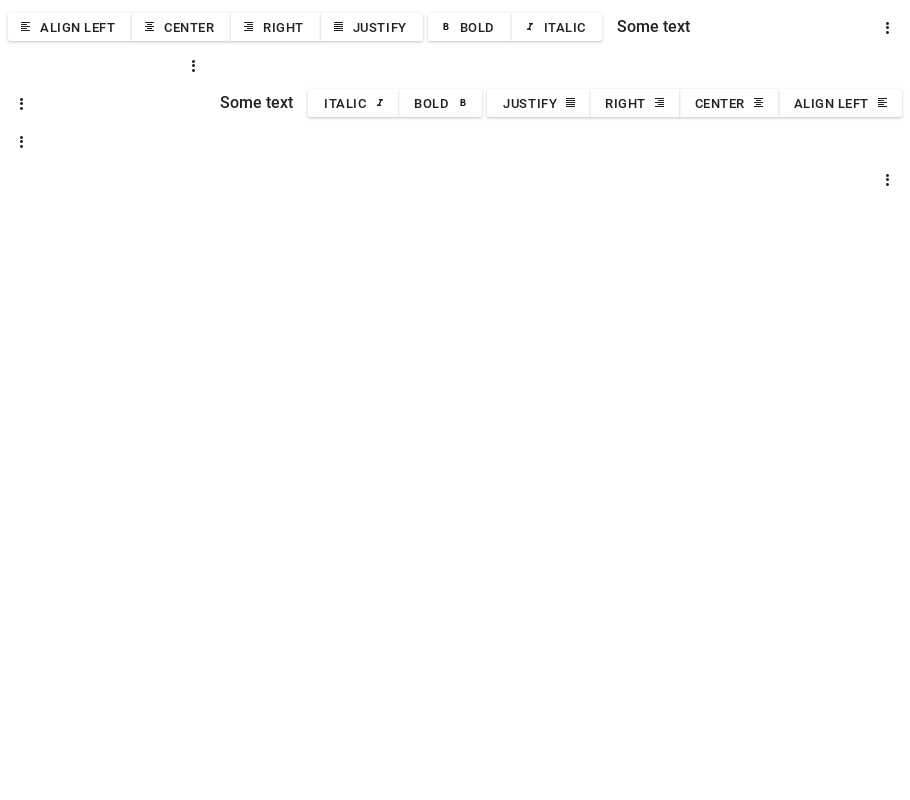 ALIGN LEFT CENTER RIGHT JUSTIFY B BOLD I ITALIC Some text
Some text ITALIC I BOLD B JUSTIFY RIGHT CENTER ALIGN LEFT